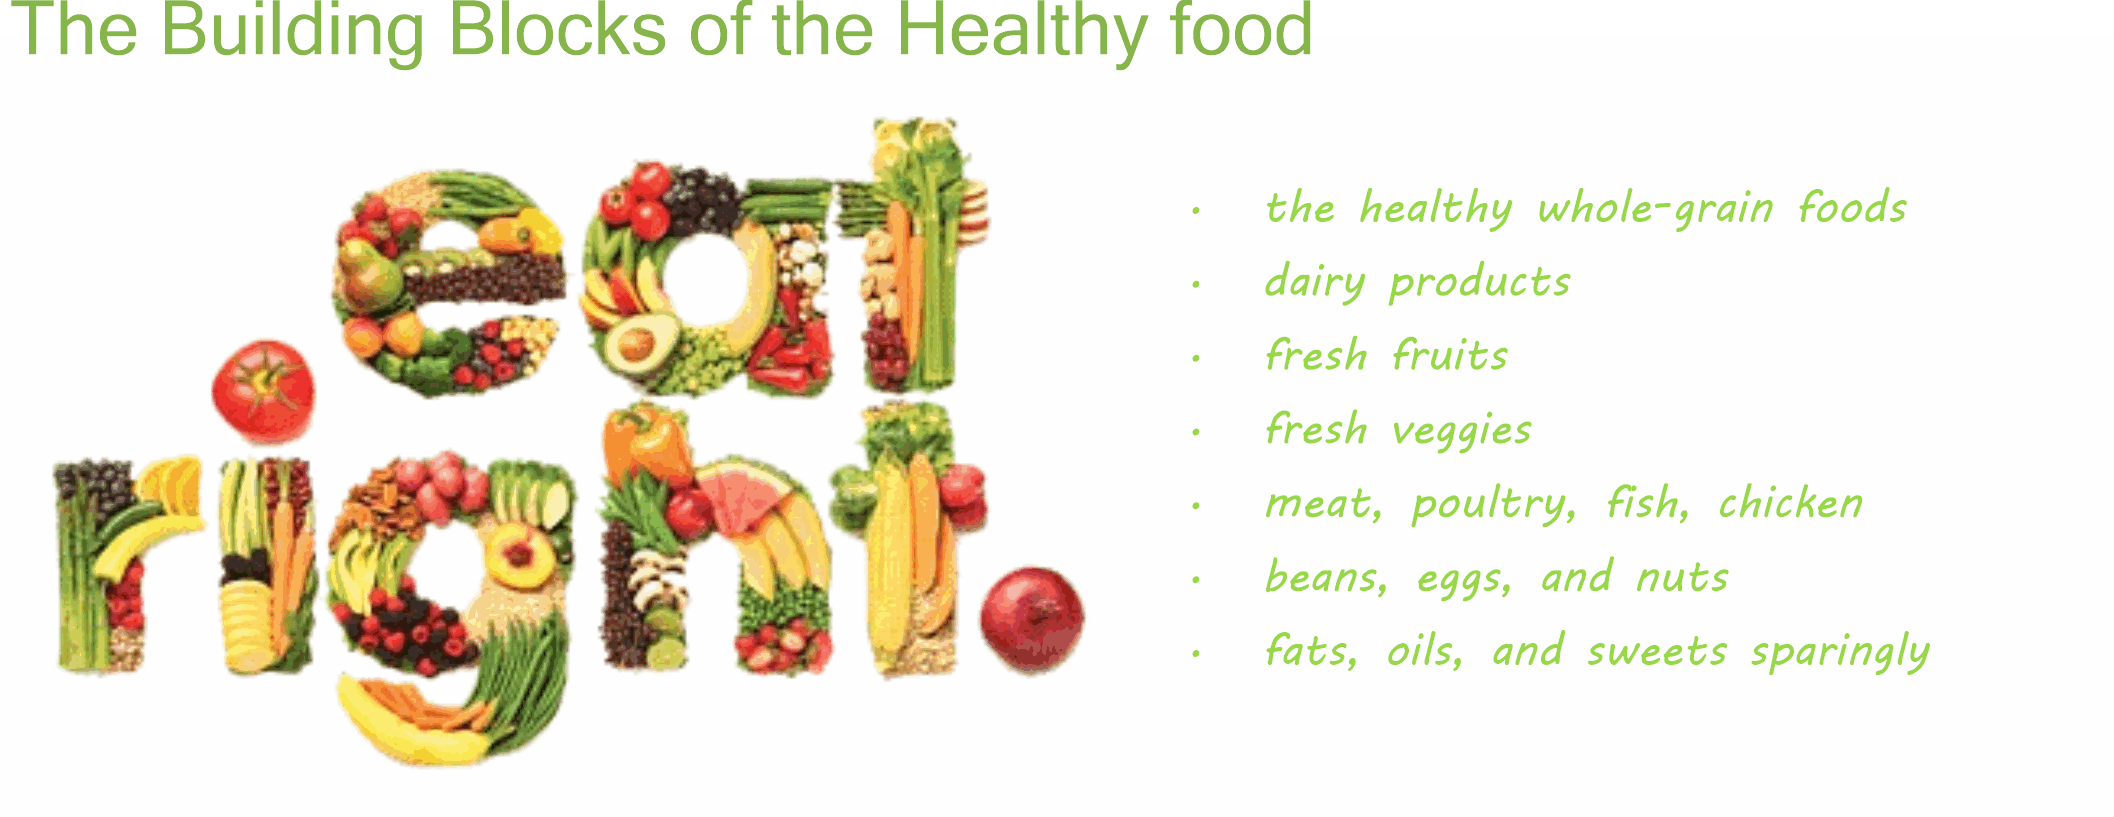 The Building Blocks of the Healthy food
eat
right.
• the healthy whole-grain foods
• dairy products
• fresh fruits
• fresh veggies
• meat, poultry, fish, chicken
• beans, eggs, and nuts
• fats, oils, and sweets sparingly